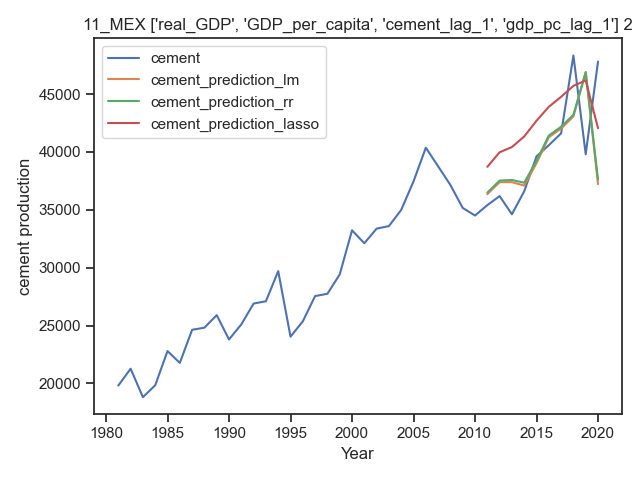 11_MEX ['real_GDP', 'GDP_per_capita', 'cement_lag_1', 'gdp_pc_lag_1'] 2
cement
cement_prediction_lm
cement_prediction_rr
cement_prediction_lasso
cement production
45000
40000
35000
30000
25000
20000
1980 1985 1990 1995 2000 2005 2010 2015 2020
Year